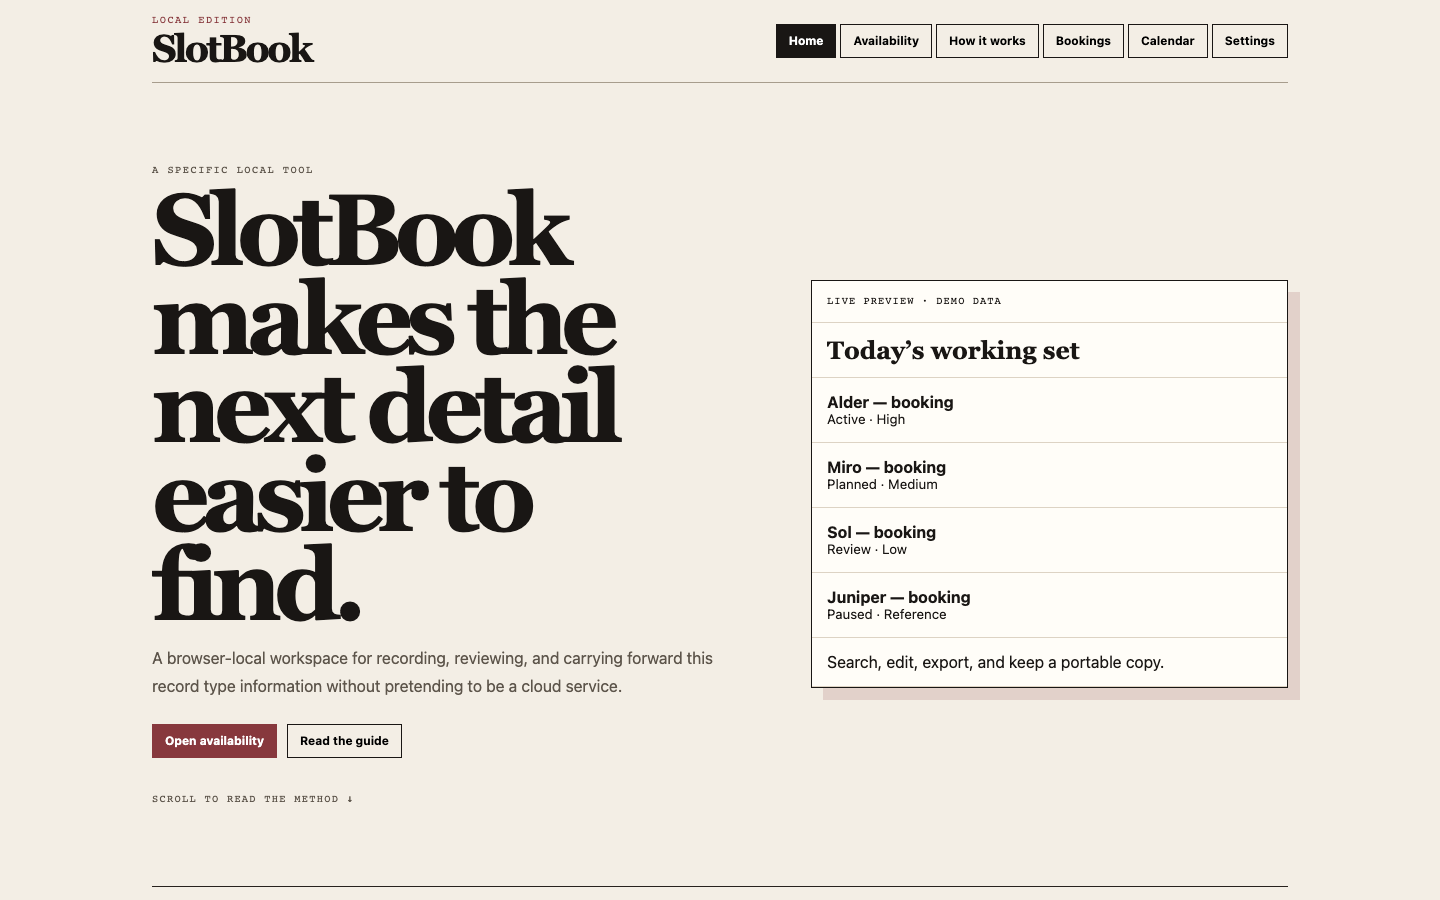 LOCAL EDITION
SlotBook
Home
Availability
How it works
Bookings
Calendar
Settings
A SPECIFIC LOCAL TOOL
SlotBook
makes the
next detail
easier to
find.
A browser-local workspace for recording, reviewing, and carrying forward this
record type information without pretending to be a cloud service.
Open availability
Read the guide
SCROLL TO READ THE METHOD ↓
LIVE PREVIEW · DEMO DATA
Today’s working set
Alder — booking
Active · High
Miro — booking
Planned · Medium
Sol — booking
Review · Low
Juniper — booking
Paused · Reference
Search, edit, export, and keep a portable copy.